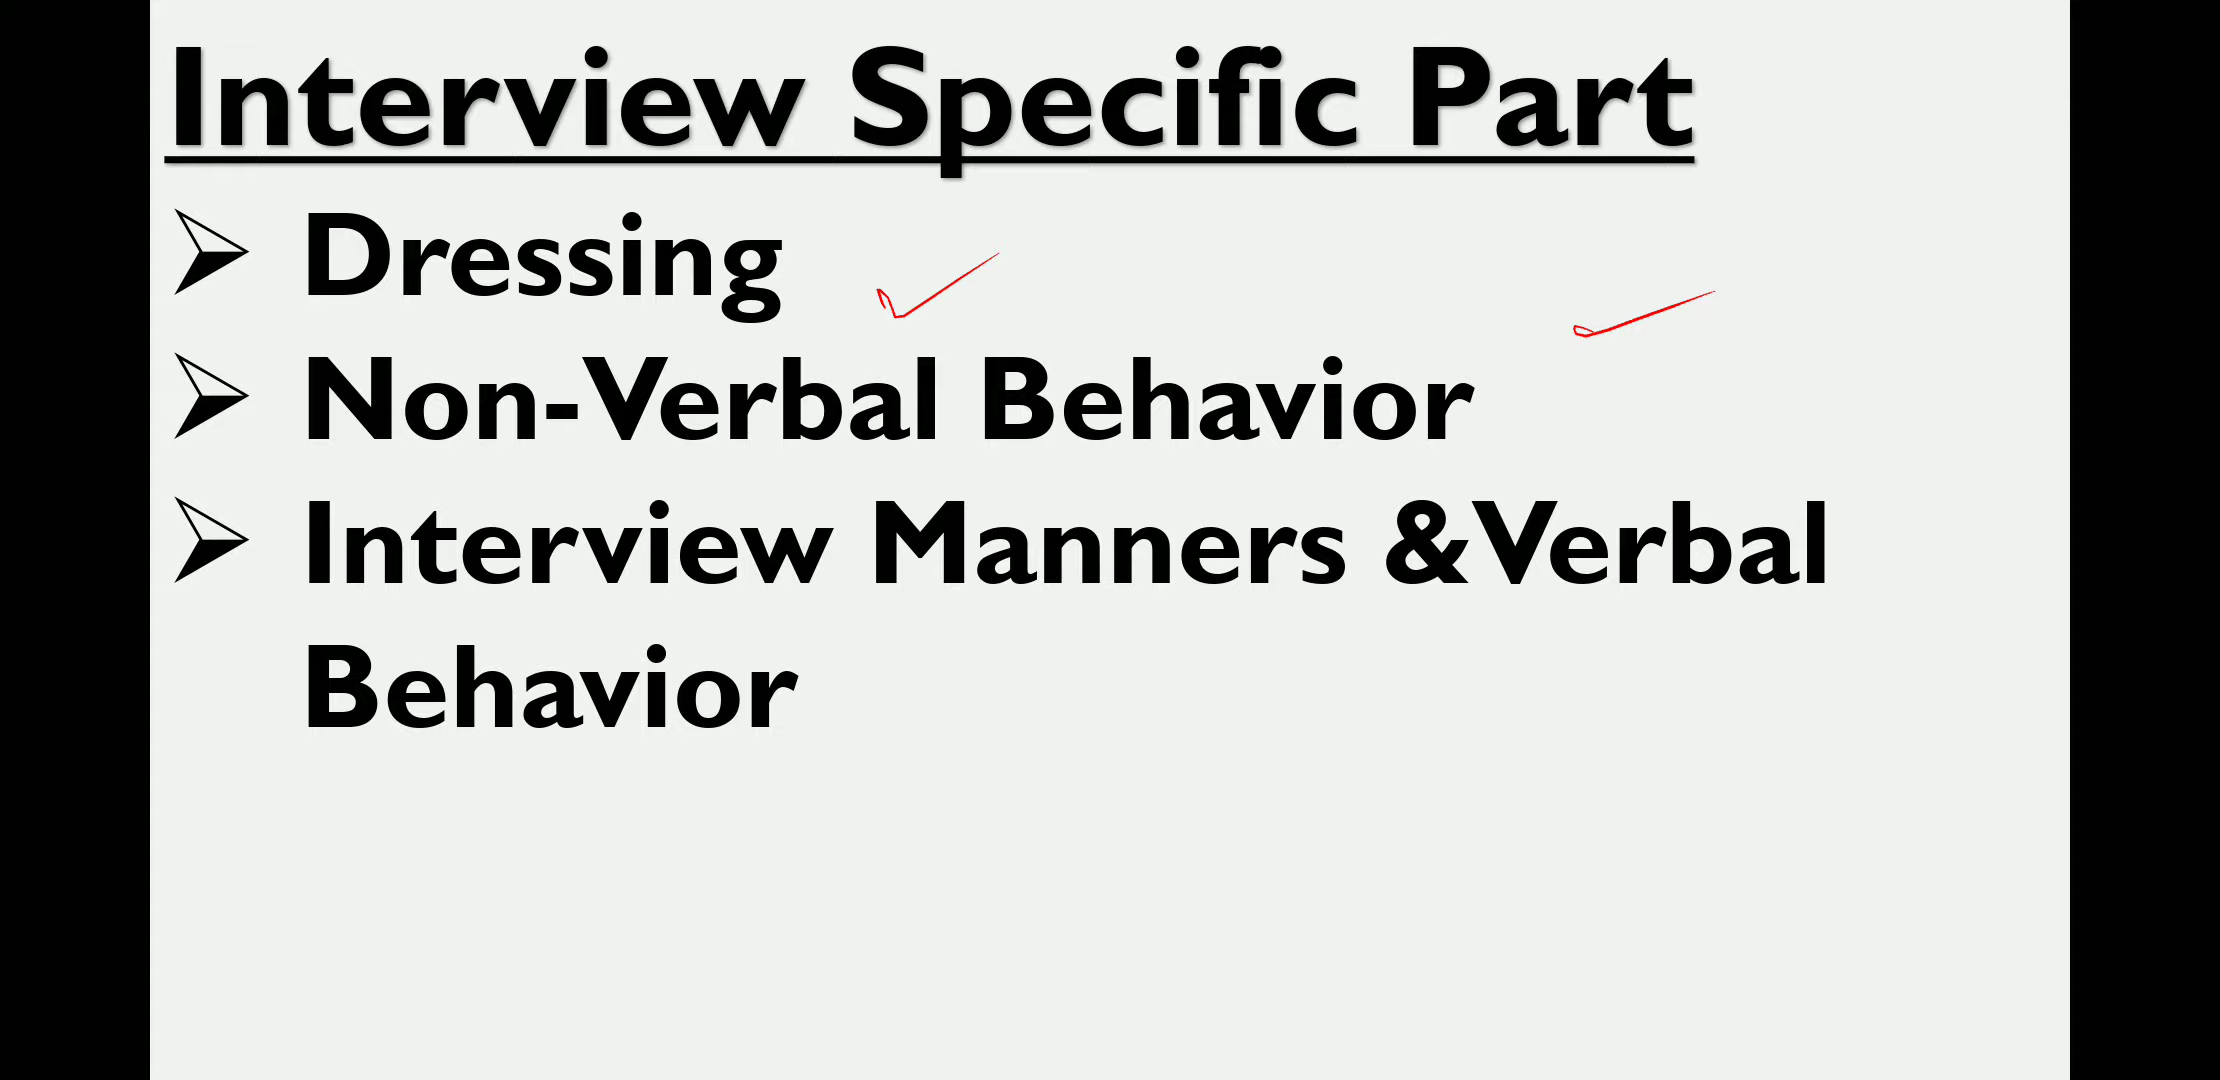 Interview Specific Part
Dressing
Non-Verbal Behavior
Interview Manners &Verbal
Behavior